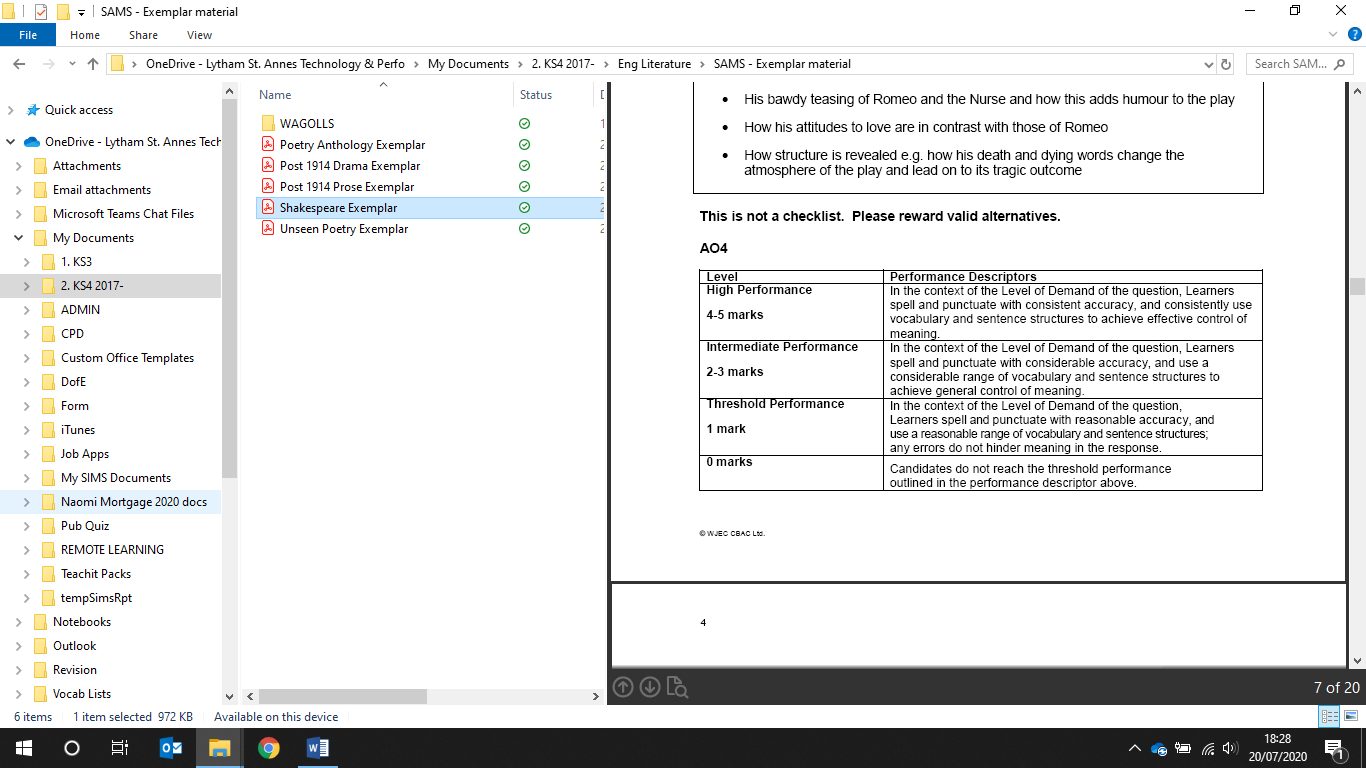 SAMS - Exemplar material
File Home Share View
OneDrive - Lytham St. Annes Technology & Perfo My Documents 2. KS4 2017- Eng Literature SAMS - Exemplar material
Search SAM...
Quick access
OneDrive - Lytham St. Annes Tech
Attachments
Email attachments
Microsoft Teams Chat Files
My Documents
1. KS3
2. KS4 2017-
ADMIN
CPD
Custom Office Templates
DofE
Form
iTunes
Job Apps
My SIMS Documents
Naomi Mortgage 2020 docs
Pub Quiz
REMOTE LEARNING
Teachit Packs
tempSimsRpt
Notebooks
Outlook
Revision
Vocab Lists
Name Status
WAGOLLS
Poetry Anthology Exemplar
Post 1914 Drama Exemplar
Post 1914 Prose Exemplar
Shakespeare Exemplar
Unseen Poetry Exemplar
• His bawdy teasing of Romeo and the Nurse and how this adds humour to the play
• How his attitudes to love are in contrast with those of Romeo
• How structure is revealed e.g. how his death and dying words change the
atmosphere of the play and lead on to its tragic outcome
This is not a checklist. Please reward valid alternatives.
AO4
Level Performance Descriptors
High Performance
4-5 marks
In the context of the Level of Demand of the question, Learners
spell and punctuate with consistent accuracy, and consistently use
vocabulary and sentence structures to achieve effective control of
meaning.
Intermediate Performance
2-3 marks
In the context of the Level of Demand of the question, Learners
spell and punctuate with considerable accuracy, and use a
considerable range of vocabulary and sentence structures to
achieve general control of meaning.
Threshold Performance
1 mark
In the context of the Level of Demand of the question,
Learners spell and punctuate with reasonable accuracy, and
use a reasonable range of vocabulary and sentence structures;
any errors do not hinder meaning in the response.
0 marks
Candidates do not reach the threshold performance
outlined in the performance descriptor above.
© WJEC CBAC Ltd.
4
7 of 20
6 items 1 item selected 972 KB Available on this device
18:28
20/07/2020
1